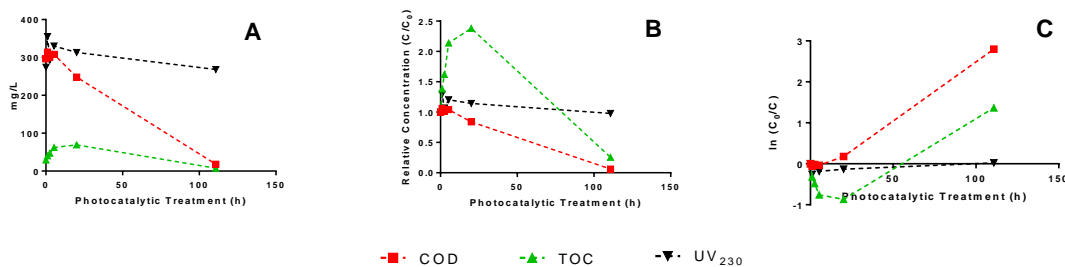 A
mg/L
400
300
200
100
0
0
50
100
150
Photocatalytic Treatment (h)
B
Relative Concentration (C/C0)
2.5
2.0
1.5
1.0
0.5
0.0
0
50
100
150
Photocatalytic Treatment (h)
C
ln (C0/C)
3
2
1
0
-1
50
100
150
Photocatalytic Treatment (h)
COD
TOC
UV230